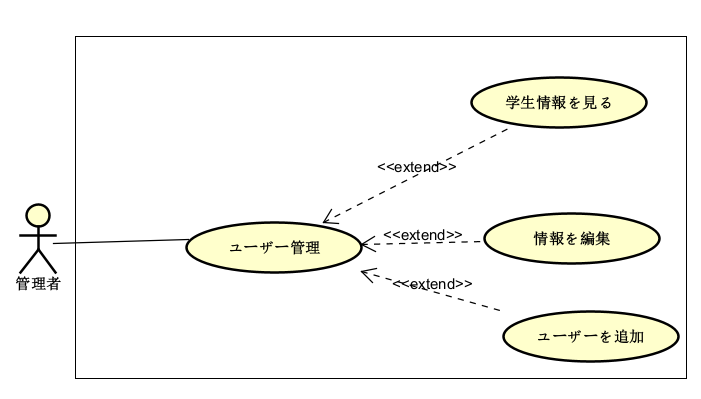 学生情報を見る
<<extend>>
<<extend>>
情報を編集
ユーザー管理
管理者
<<extend>>
ユーザーを追加